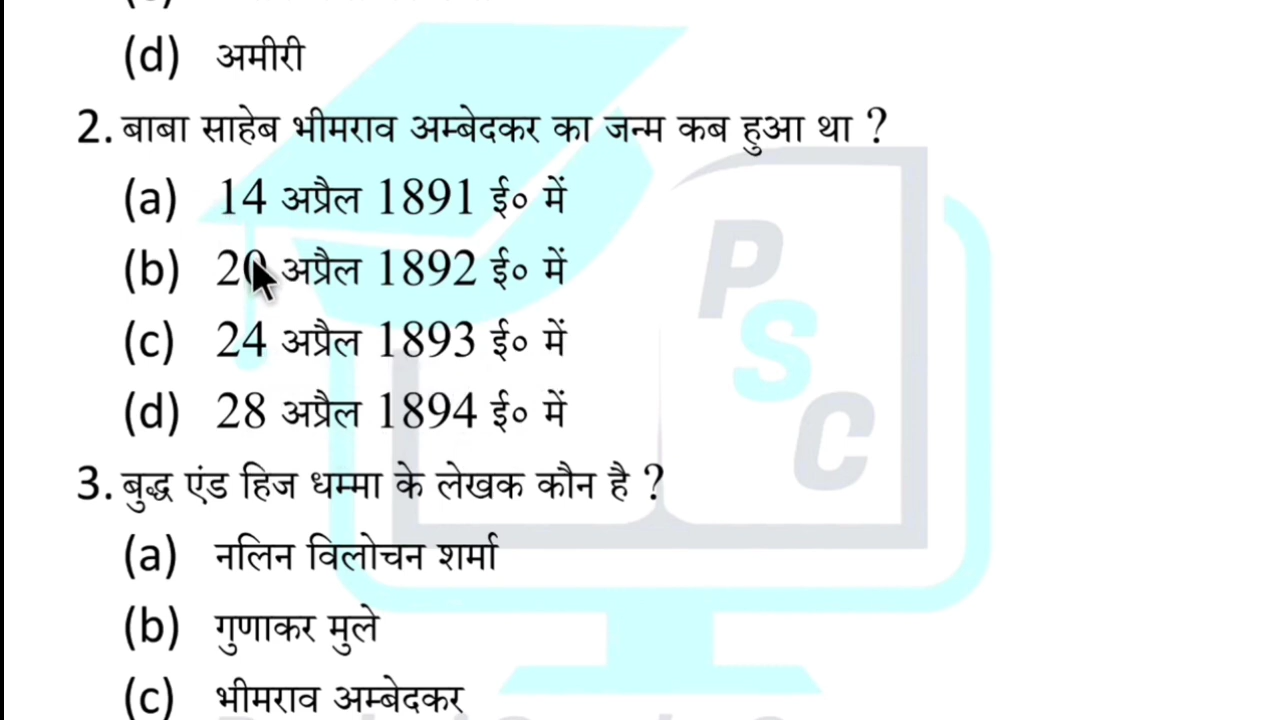 (d) अमीरी
2. बाबा साहेब भीमराव अम्बेदकर का जन्म कब हुआ था ?
(a) 14 अप्रैल 1891 ई० में
(b) 20 अप्रैल 1892 ई० में
(c) 24 अप्रैल 1893 ई० में
(d) 28 अप्रैल 1894 ई० में
3. बुद्ध एंड हिज धम्मा के लेखक कौन है ?
(a) नलिन विलोचन शर्मा
(b) गुणाकर मुले
(c) भीमराव अम्बेदकर
P
S
C